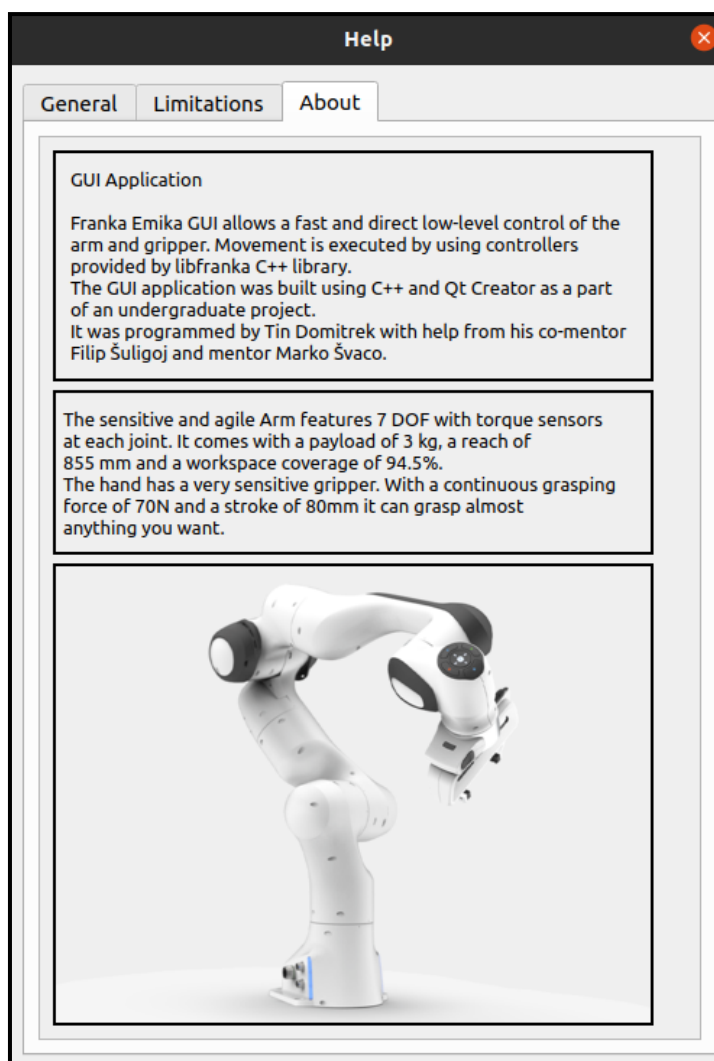 Help
General Limitations About
GUI Application
Franka Emika GUI allows a fast and direct low-level control of the
arm and gripper. Movement is executed by using controllers
provided by libfranka C++ library.
The GUI application was built using C++ and Qt Creator as a part
of an undergraduate project.
It was programmed by Tin Domitrek with help from his co-mentor
Filip Šuligoj and mentor Marko Švaco.
The sensitive and agile Arm features 7 DOF with torque sensors
at each joint. It comes with a payload of 3 kg, a reach of
855 mm and a workspace coverage of 94.5%.
The hand has a very sensitive gripper. With a continuous grasping
force of 70N and a stroke of 80mm it can grasp almost
anything you want.